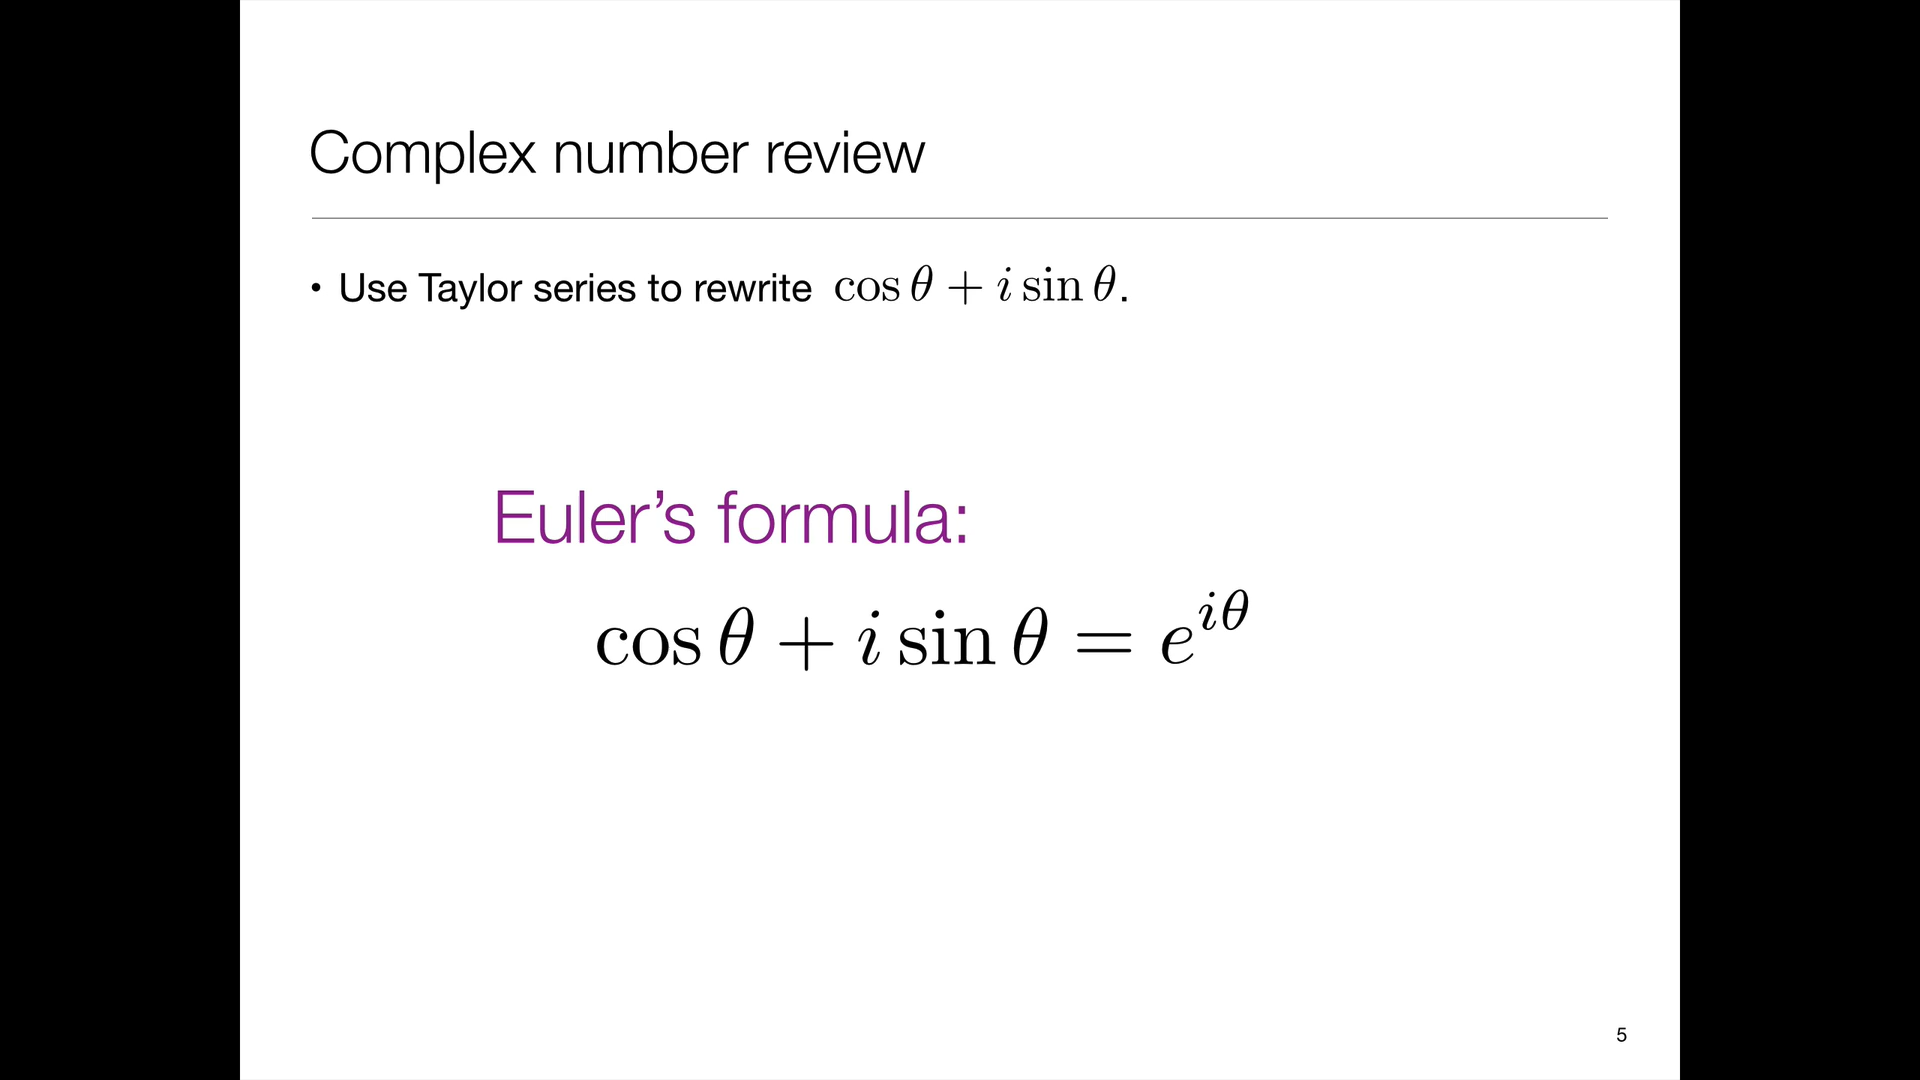 Complex number review
• Use Taylor series to rewrite cos θ + i sin θ.
Euler’s formula:
cos θ + i sin θ = e^{iθ}
5